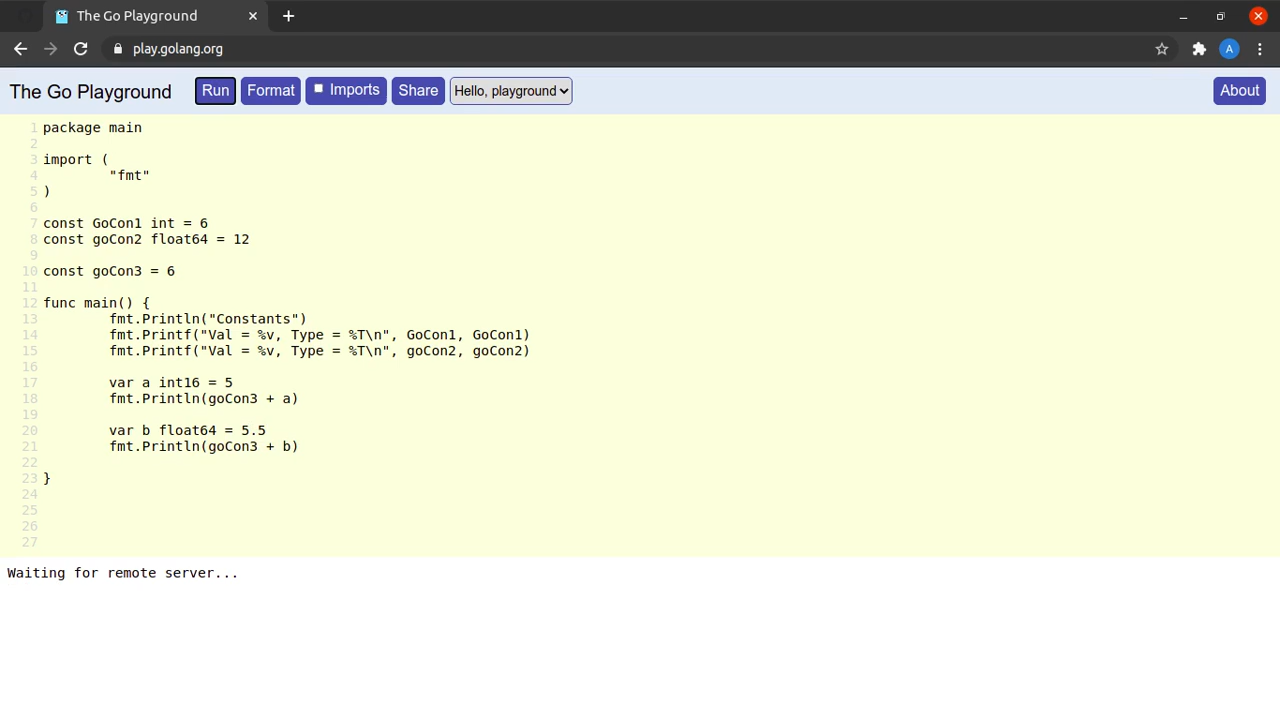 The Go Playground
play.golang.org
A
The Go Playground Run Format Imports Share Hello, playground About
1 package main
2
3 import (
4 "fmt"
5 )
6
7 const GoCon1 int = 6
8 const goCon2 float64 = 12
9
10 const goCon3 = 6
11
12 func main() {
13 fmt.Println("Constants")
14 fmt.Printf("Val = %v, Type = %T\n", GoCon1, GoCon1)
15 fmt.Printf("Val = %v, Type = %T\n", goCon2, goCon2)
16
17 var a int16 = 5
18 fmt.Println(goCon3 + a)
19
20 var b float64 = 5.5
21 fmt.Println(goCon3 + b)
22
23 }
24
25
26
27
Waiting for remote server...